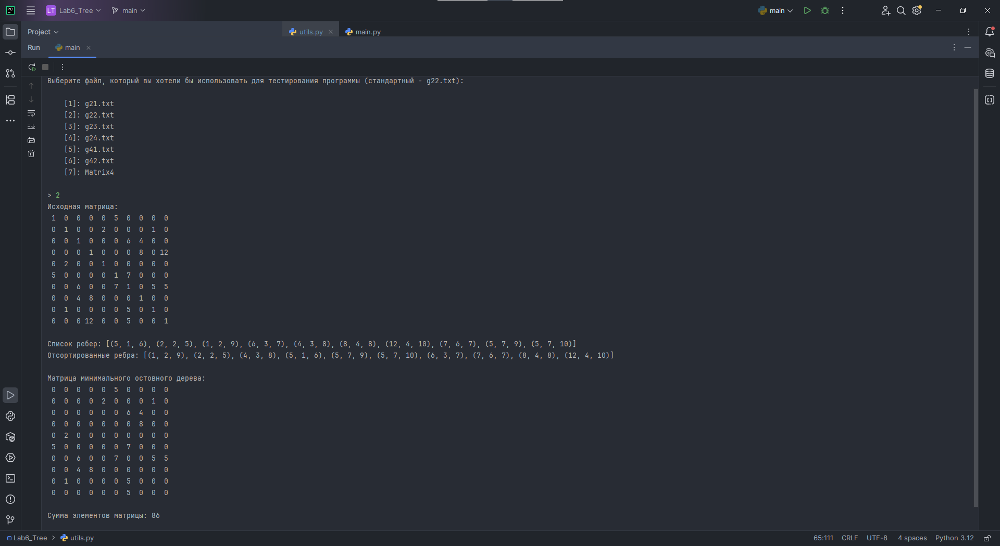 PC LT Lab6_Tree main main
Project utils.py main.py
Run main
Выберите файл, который вы хотели бы использовать для тестирования программы (стандартный - g22.txt):
[1]: g21.txt
[2]: g22.txt
[3]: g23.txt
[4]: g24.txt
[5]: g41.txt
[6]: g42.txt
[7]: Matrix4
> 2
Исходная матрица:
1 0 0 0 0 5 0 0 0 0
0 1 0 0 2 0 0 0 1 0
0 0 1 0 0 0 6 4 0 0
0 0 0 1 0 0 0 8 0 12
0 2 0 0 1 0 0 0 0 0
5 0 0 0 0 1 7 0 0 0
0 0 6 0 0 7 1 0 5 5
0 0 4 8 0 0 0 1 0 0
0 1 0 0 0 0 5 0 1 0
0 0 0 12 0 0 5 0 0 1
Список ребер: [(5, 1, 6), (2, 2, 5), (1, 2, 9), (6, 3, 7), (4, 3, 8), (8, 4, 8), (12, 4, 10), (7, 6, 7), (5, 7, 9), (5, 7, 10)]
Отсортированные ребра: [(1, 2, 9), (2, 2, 5), (4, 3, 8), (5, 1, 6), (5, 7, 9), (5, 7, 10), (6, 3, 7), (7, 6, 7), (8, 4, 8), (12, 4, 10)]
Матрица минимального остовного дерева:
0 0 0 0 0 5 0 0 0 0
0 0 0 0 2 0 0 0 1 0
0 0 0 0 0 0 6 4 0 0
0 0 0 0 0 0 0 8 0 0
0 2 0 0 0 0 0 0 0 0
5 0 0 0 0 0 7 0 0 0
0 0 6 0 0 7 0 0 5 5
0 0 4 8 0 0 0 0 0 0
0 1 0 0 0 0 5 0 0 0
0 0 0 0 0 0 5 0 0 0
Сумма элементов матрицы: 86
Lab6_Tree utils.py 65:111 CRLF UTF-8 4 spaces Python 3.12